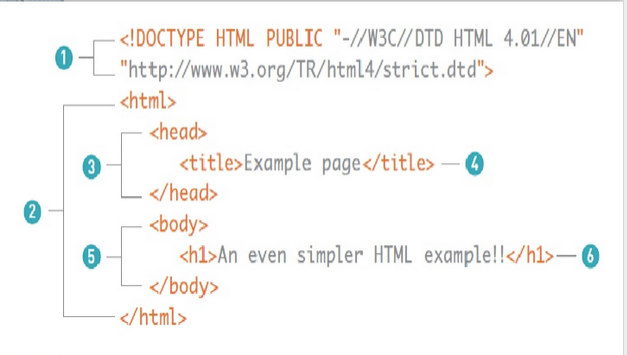 1 <!DOCTYPE HTML PUBLIC "-//W3C//DTD HTML 4.01//EN"
"http://www.w3.org/TR/html4/strict.dtd">
<html>
<head>
3 <title>Example page</title> 4
</head>
2
<body>
5 <h1>An even simpler HTML example!!</h1> 6
</body>
</html>